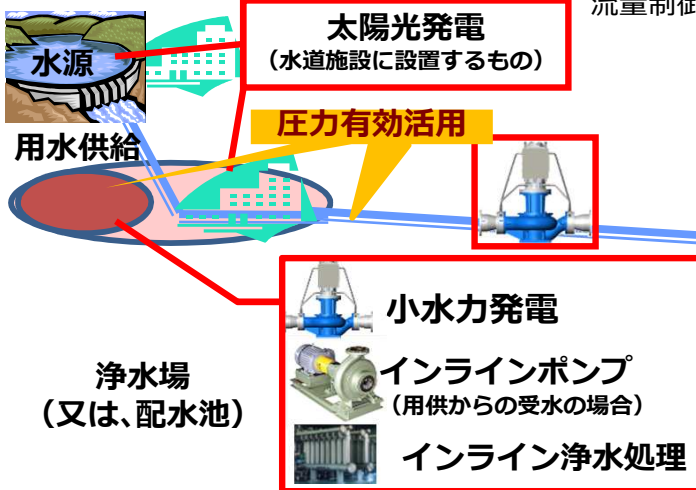 流量制御
太陽光発電
（水道施設に設置するもの）
水源
圧力有効活用
用水供給
小水力発電
浄水場
（又は、配水池）
インラインポンプ
（用供からの受水の場合）
インライン浄水処理